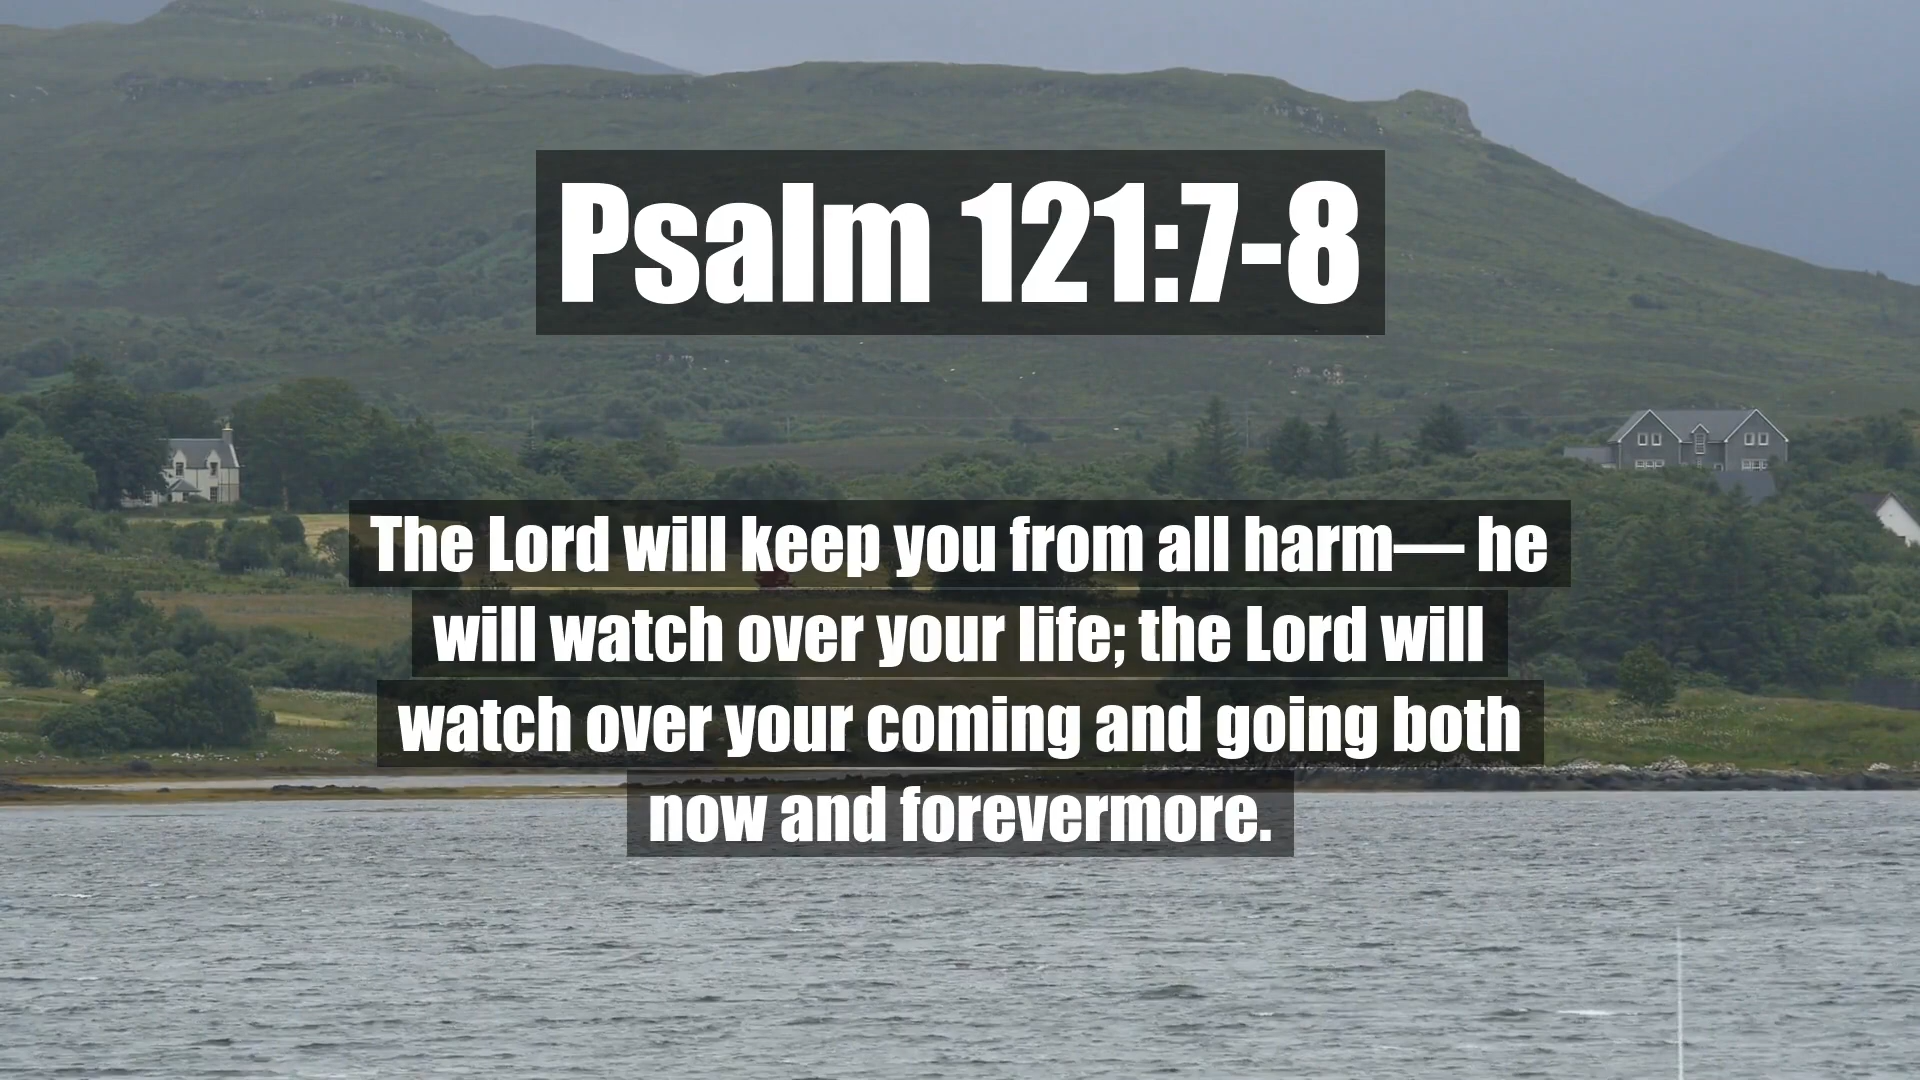 Psalm 121:7-8
The Lord will keep you from all harm— he
will watch over your life; the Lord will
watch over your coming and going both
now and forevermore.